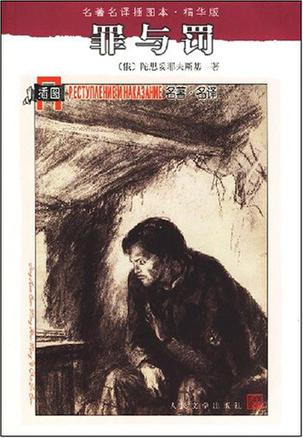 名著名译插图本·精华版
罪与罚
〔俄〕陀思妥耶夫斯基 著
插图 ПРЕСТУПЛЕНИЕ И НАКАЗАНИЕ 名著 名译
人民文学出版社